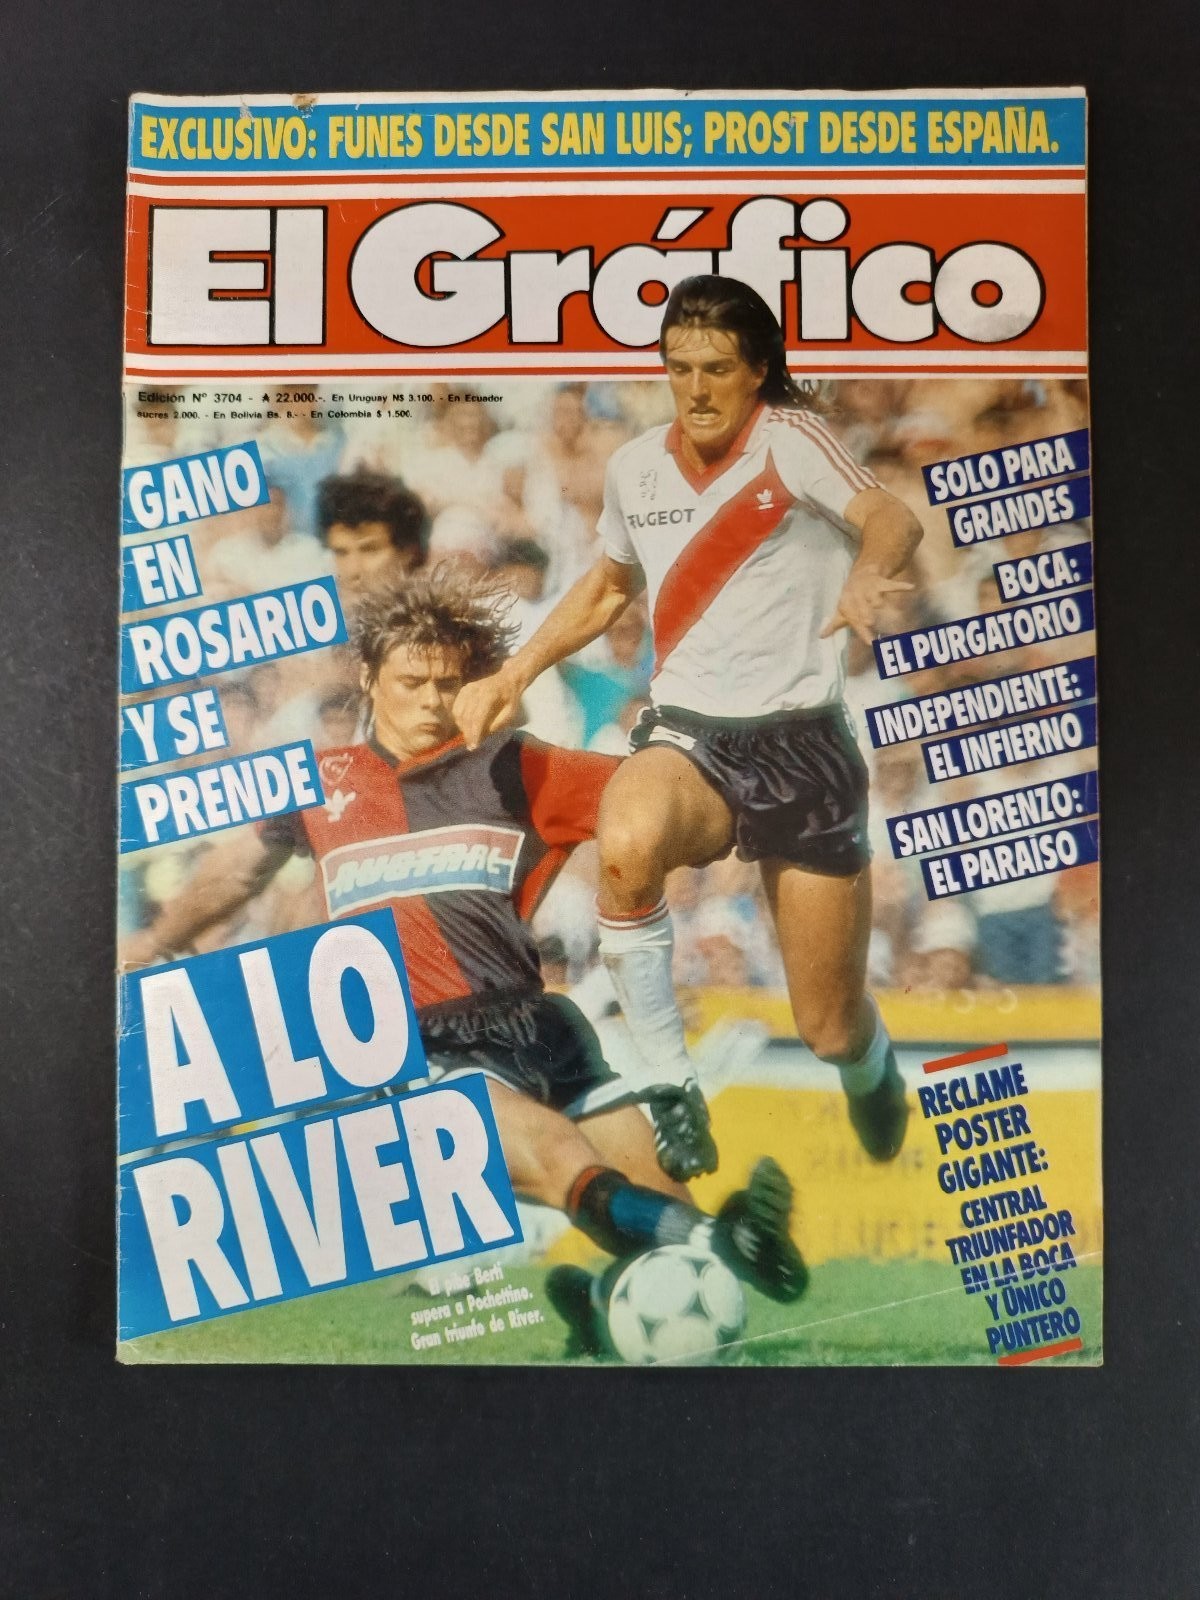 EXCLUSIVO: FUNES DESDE SAN LUIS; PROST DESDE ESPAÑA.
El Gráfico
Edición Nº 3704 - ₳ 22.000.-. En Uruguay N$ 3.100. - En Ecuador
sucres 2.000. - En Bolivia Bs. 8.- - En Colombia $ 1.500.
GANO
EN
ROSARIO
Y SE
PRENDE
A LO
RIVER
El pibe Berti
supera a Pochettino.
Gran triunfo de River.
SOLO PARA
GRANDES
BOCA:
EL PURGATORIO
INDEPENDIENTE:
EL INFIERNO
SAN LORENZO:
EL PARAÍSO
RECLAME
POSTER
GIGANTE:
CENTRAL
TRIUNFADOR
EN LA BOCA
Y ÚNICO
PUNTERO